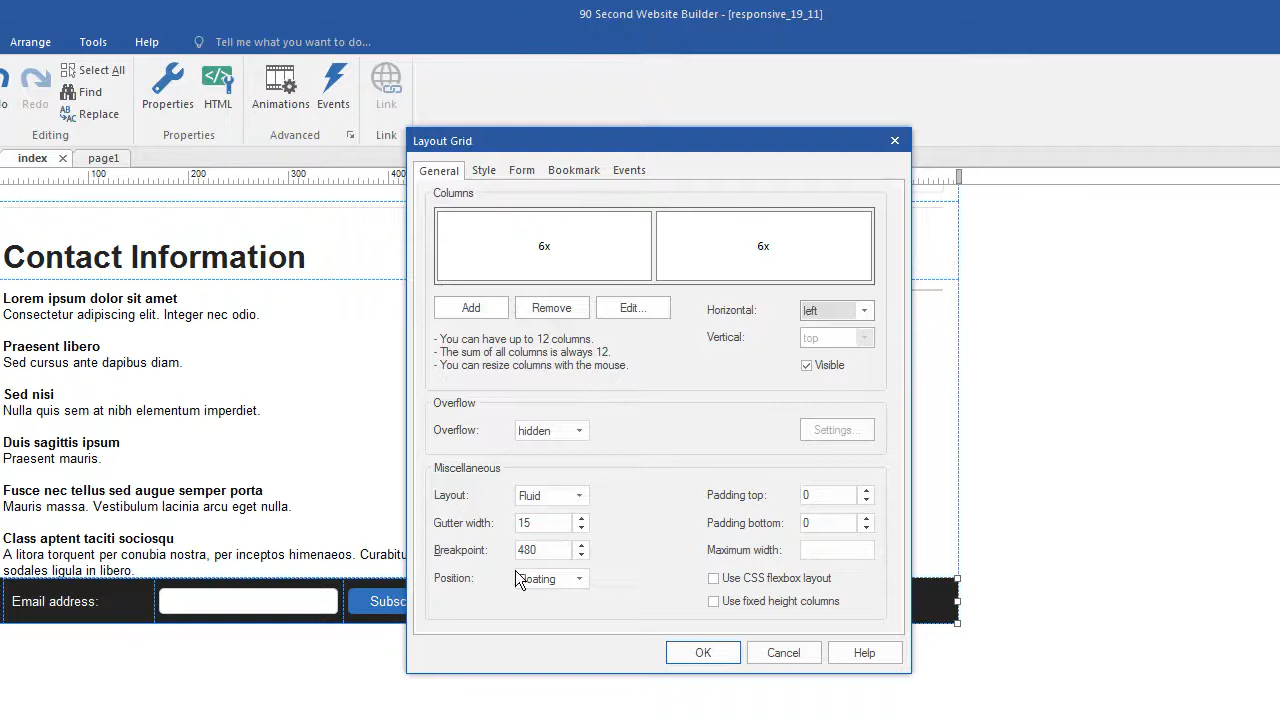 90 Second Website Builder - [responsive_19_11]
Arrange Tools Help Tell me what you want to do...
Redo Select All Find Replace Properties HTML Animations Events Link
Editing Properties Advanced Link
index page1
100 200 300 400
Contact Information
Lorem ipsum dolor sit amet
Consectetur adipiscing elit. Integer nec odio.
Praesent libero
Sed cursus ante dapibus diam.
Sed nisi
Nulla quis sem at nibh elementum imperdiet.
Duis sagittis ipsum
Praesent mauris.
Fusce nec tellus sed augue semper porta
Mauris massa. Vestibulum lacinia arcu eget nulla.
Class aptent taciti sociosqu
A litora torquent per conubia nostra, per inceptos himenaeos. Curabitu
sodales ligula in libero.
Email address: Subsc
Layout Grid
General Style Form Bookmark Events
Columns
6x 6x
Add Remove Edit...
- You can have up to 12 columns.
- The sum of all columns is always 12.
- You can resize columns with the mouse.
Horizontal: left
Vertical: top
Visible
Overflow
Overflow: hidden Settings...
Miscellaneous
Layout: Fluid
Gutter width: 15
Breakpoint: 480
Position: floating
Padding top: 0
Padding bottom: 0
Maximum width:
Use CSS flexbox layout
Use fixed height columns
OK Cancel Help